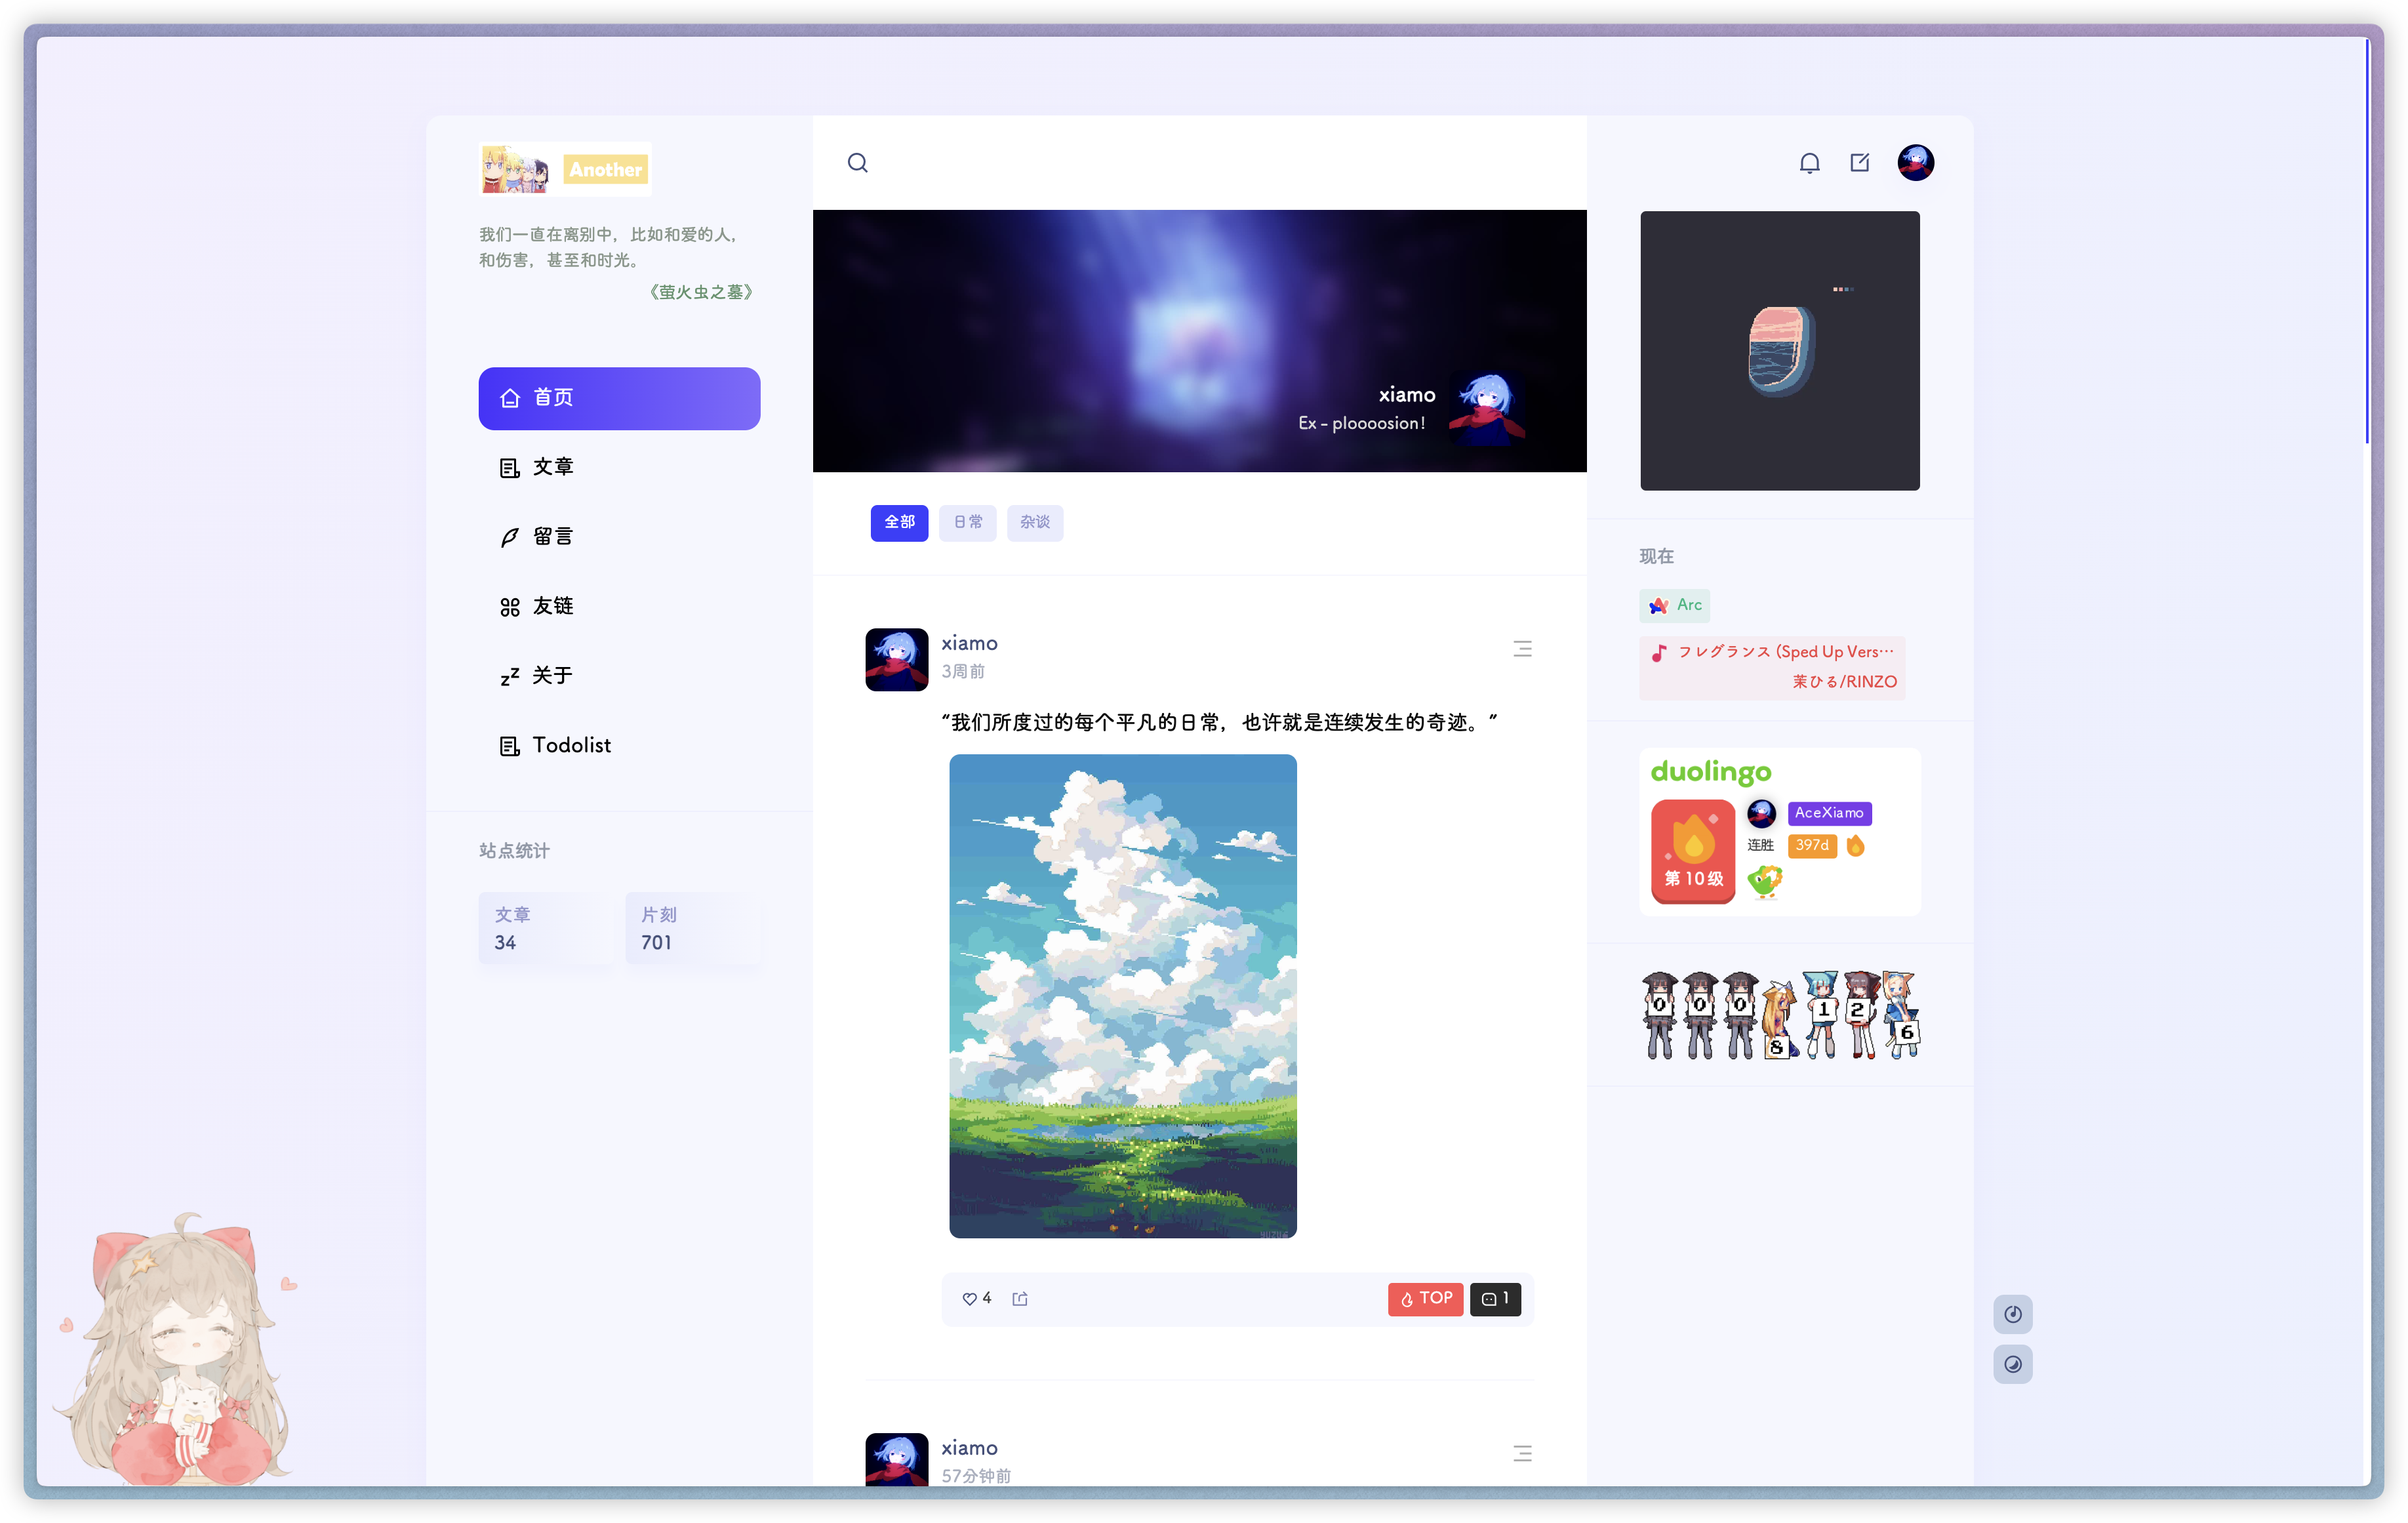 Another
我们一直在离别中，比如和爱的人，
和伤害，甚至和时光。
《萤火虫之墓》
首页
文章
留言
友链
关于
Todolist
站点统计
文章
34
片刻
701
xiamo
Ex - ploooosion!
全部
日常
杂谈
xiamo
3周前
“我们所度过的每个平凡的日常，也许就是连续发生的奇迹。”
4
TOP
1
xiamo
57分钟前
现在
Arc
フレグランス (Sped Up Vers…
茉ひる/RINZO
duolingo
AceXiamo
连胜
397d
第 10 级
0
0
0
8
1
2
6